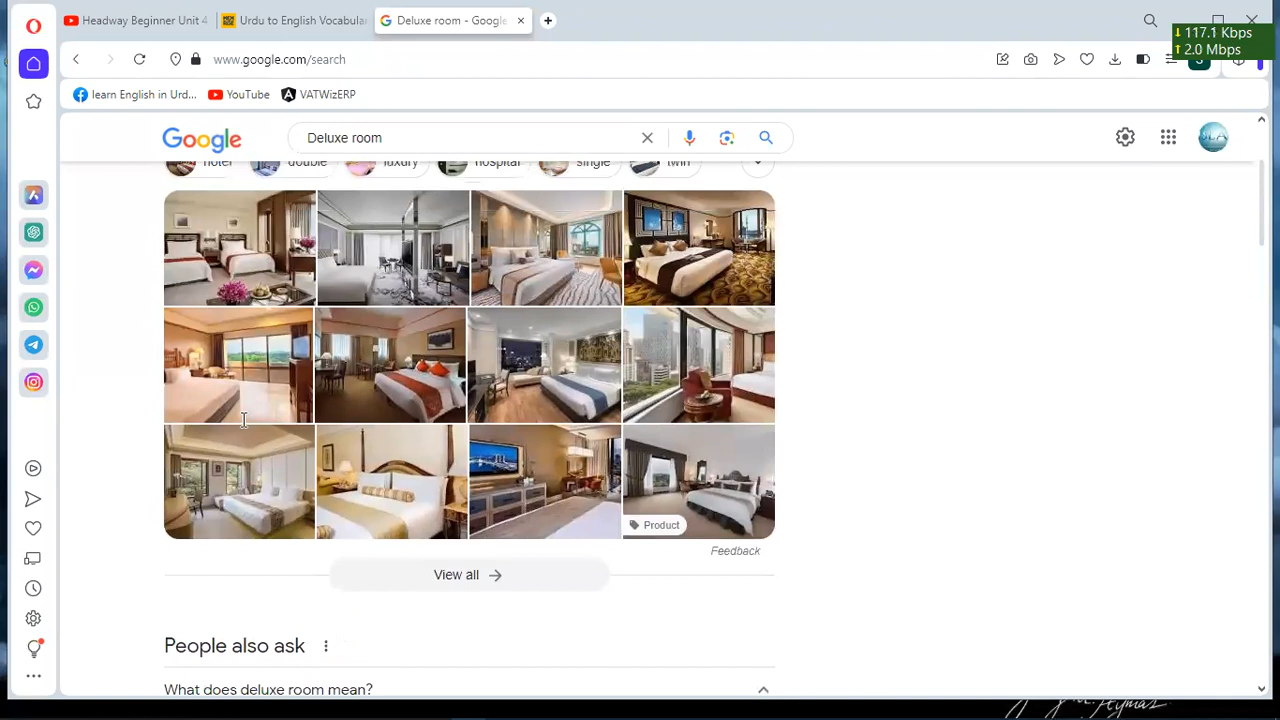 Headway Beginner Unit 4
Urdu to English Vocabular
Deluxe room - Google
117.1 Kbps
2.0 Mbps
www.google.com/search
learn English in Urd...
YouTube
VATWizERP
Google
Deluxe room
hotel
double
luxury
hospital
single
twin
Product
Feedback
View all
People also ask
What does deluxe room mean?